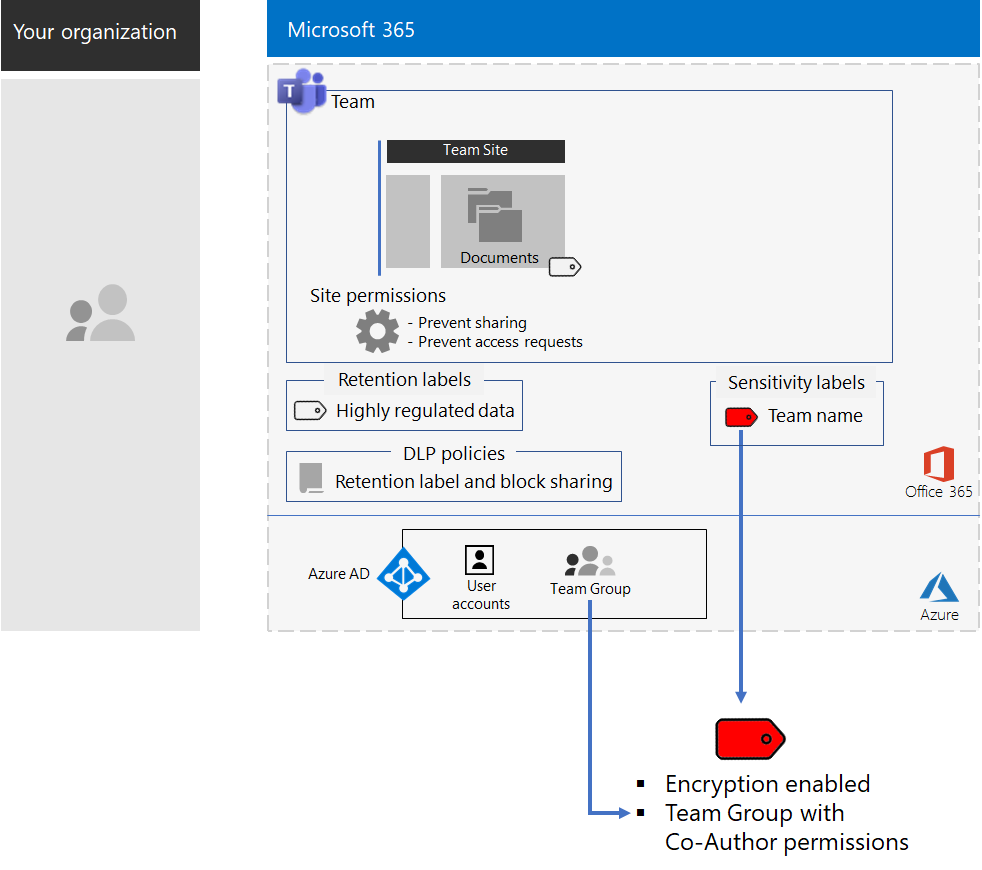 Your organization
Microsoft 365
T
Team
Team Site
Documents
Site permissions
- Prevent sharing
- Prevent access requests
Retention labels
Highly regulated data
Sensitivity labels
Team name
DLP policies
Retention label and block sharing
Office 365
Azure AD
User
accounts
Team Group
Azure
▪ Encryption enabled
▪ Team Group with
Co-Author permissions